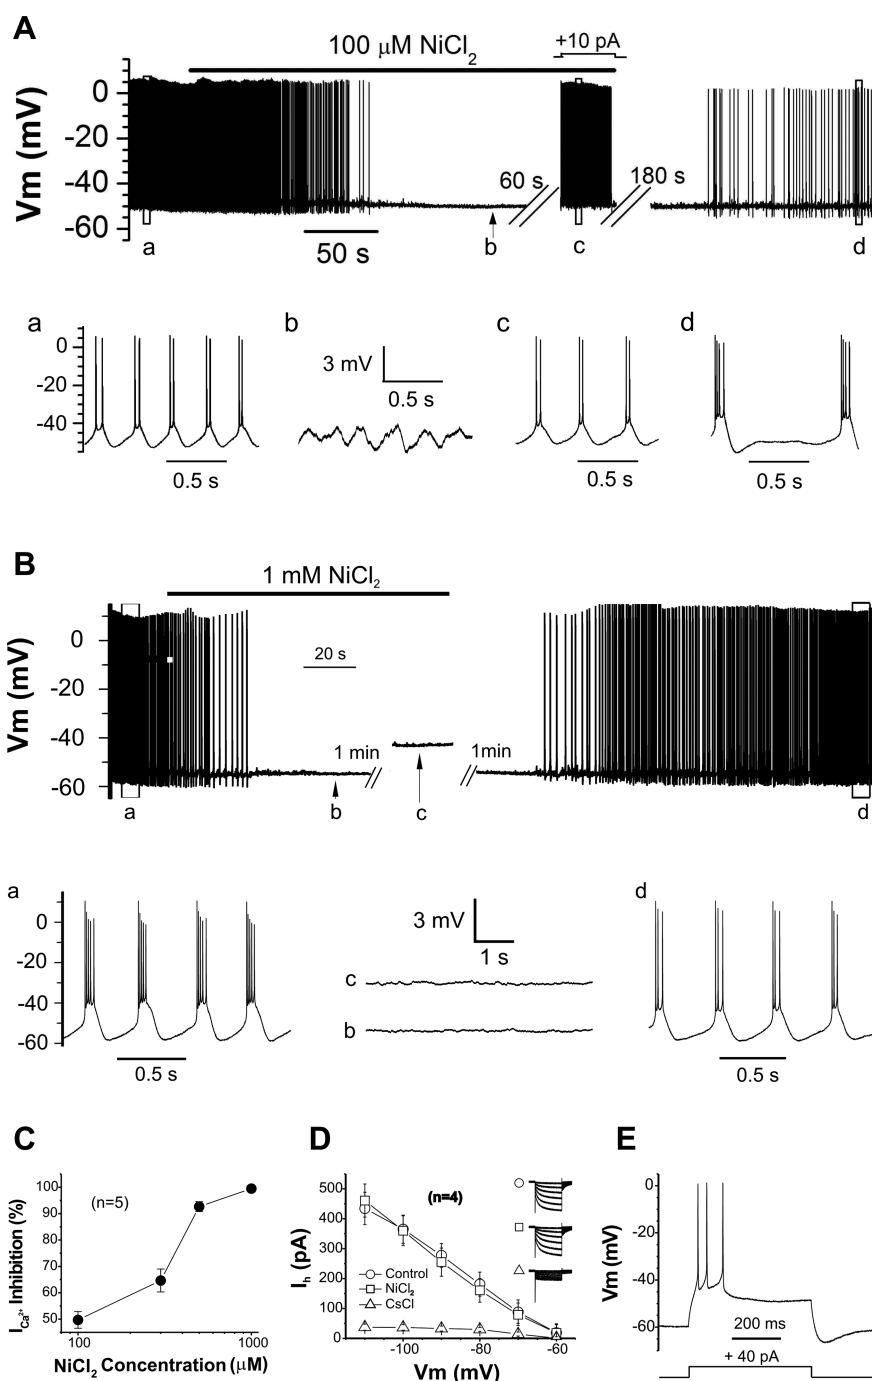 A
100 μM NiCl2
+10 pA
Vm (mV)
0
-20
-40
-60
60 s
180 s
50 s
a
b
c
d
a
b
c
d
0
-20
-40
3 mV
0.5 s
0.5 s
0.5 s
0.5 s
B
1 mM NiCl2
Vm (mV)
0
-20
-40
-60
20 s
1 min
1min
a
b
c
d
a
d
0
-20
-40
-60
3 mV
1 s
c
b
0.5 s
0.5 s
C
D
E
ICa2+ Inhibition (%)
100
90
80
70
60
50
(n=5)
100
1000
NiCl2 Concentration (μM)
Ih (pA)
500
400
300
200
100
0
(n=4)
Control
NiCl2
CsCl
-100
-80
-60
Vm (mV)
Vm (mV)
0
-20
-40
-60
200 ms
+ 40 pA